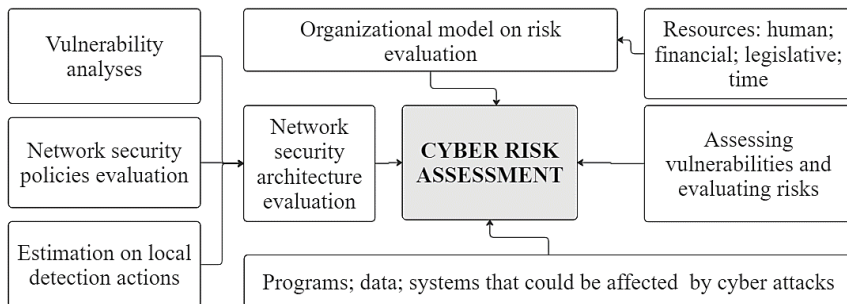 Vulnerability
analyses
Network security
policies evaluation
Estimation on local
detection actions
Organizational model on risk
evaluation
Network
security
architecture
evaluation
CYBER RISK
ASSESSMENT
Resources: human;
financial; legislative;
time
Assessing
vulnerabilities and
evaluating risks
Programs; data; systems that could be affected by cyber attacks